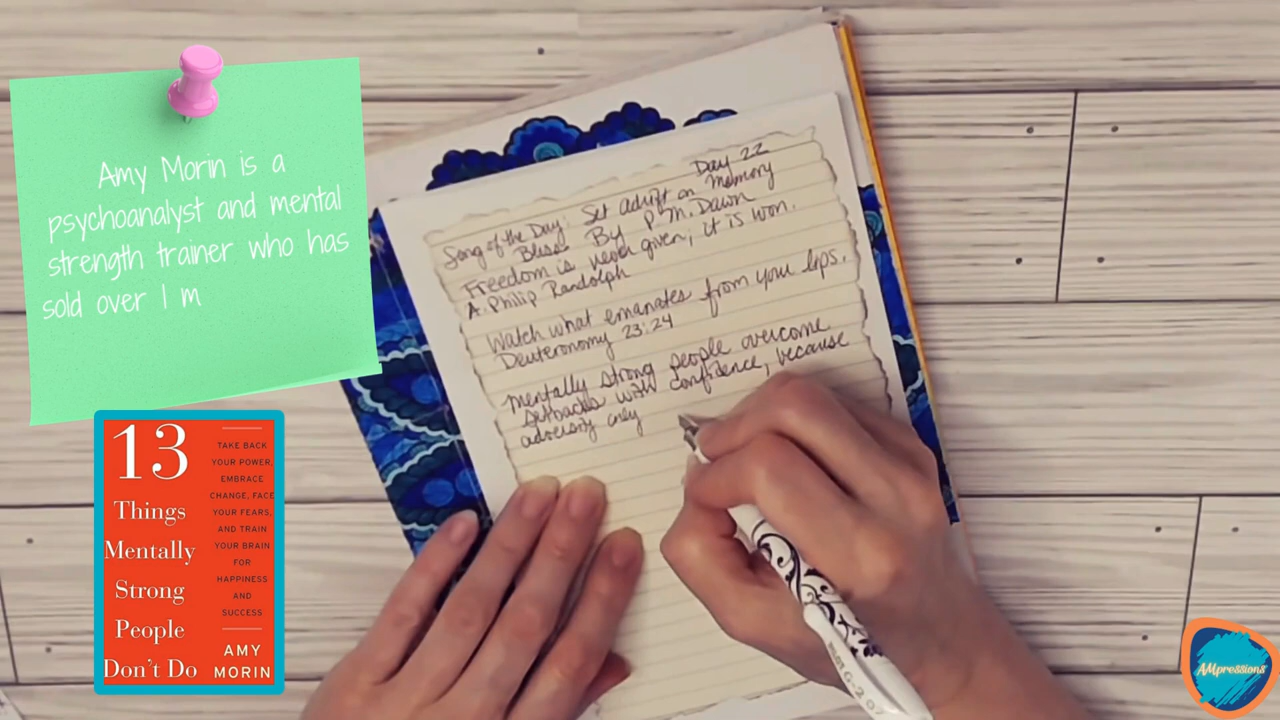 Amy Morin is a
psychoanalyst and mental
strength trainer who has
sold over 1 m
13
Things
Mentally
Strong
People
Don't Do
TAKE BACK
YOUR POWER,
EMBRACE
CHANGE, FACE
YOUR FEARS,
AND TRAIN
YOUR BRAIN
FOR
HAPPINESS
AND
SUCCESS
AMY
MORIN
Day 22
Song of the Day: Set adrift on Memory
Bliss By P.M. Dawn
Freedom is never given; it is won.
A. Philip Randolph
Watch what emanates from your lips.
Deuteronomy 23:24
Mentally strong people overcome
setbacks with confidence, because
adversity only
AMpressions